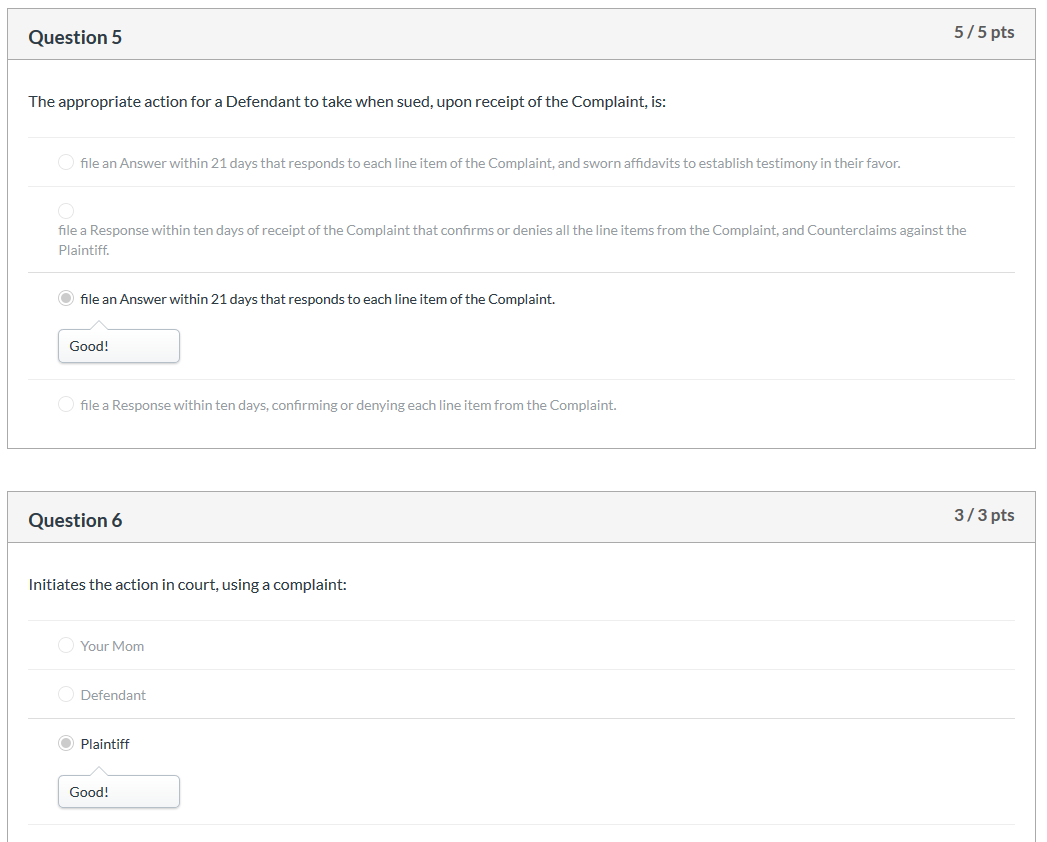 Question 5
5 / 5 pts
The appropriate action for a Defendant to take when sued, upon receipt of the Complaint, is:
file an Answer within 21 days that responds to each line item of the Complaint, and sworn affidavits to establish testimony in their favor.
file a Response within ten days of receipt of the Complaint that confirms or denies all the line items from the Complaint, and Counterclaims against the
Plaintiff.
file an Answer within 21 days that responds to each line item of the Complaint.
Good!
file a Response within ten days, confirming or denying each line item from the Complaint.
Question 6
3 / 3 pts
Initiates the action in court, using a complaint:
Your Mom
Defendant
Plaintiff
Good!